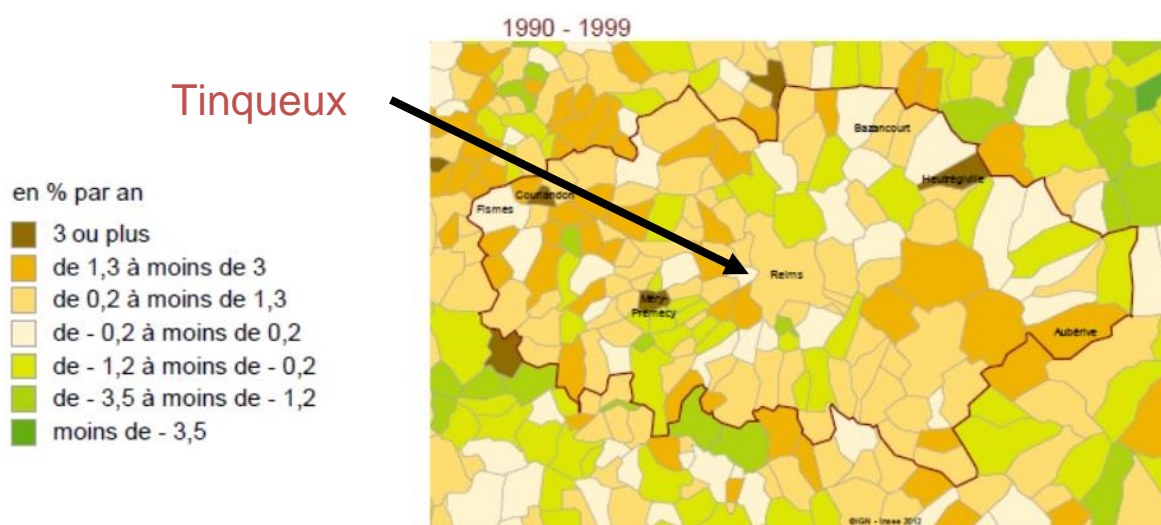 1990 - 1999
Tinqueux
en % par an
3 ou plus
de 1,3 à moins de 3
de 0,2 à moins de 1,3
de - 0,2 à moins de 0,2
de - 1,2 à moins de - 0,2
de - 3,5 à moins de - 1,2
moins de - 3,5
Bazancourt
Heutrégiville
Courlandon
Fismes
Reims
Méry-
Prémecy
Aubérive
©IGN - Insee 2012